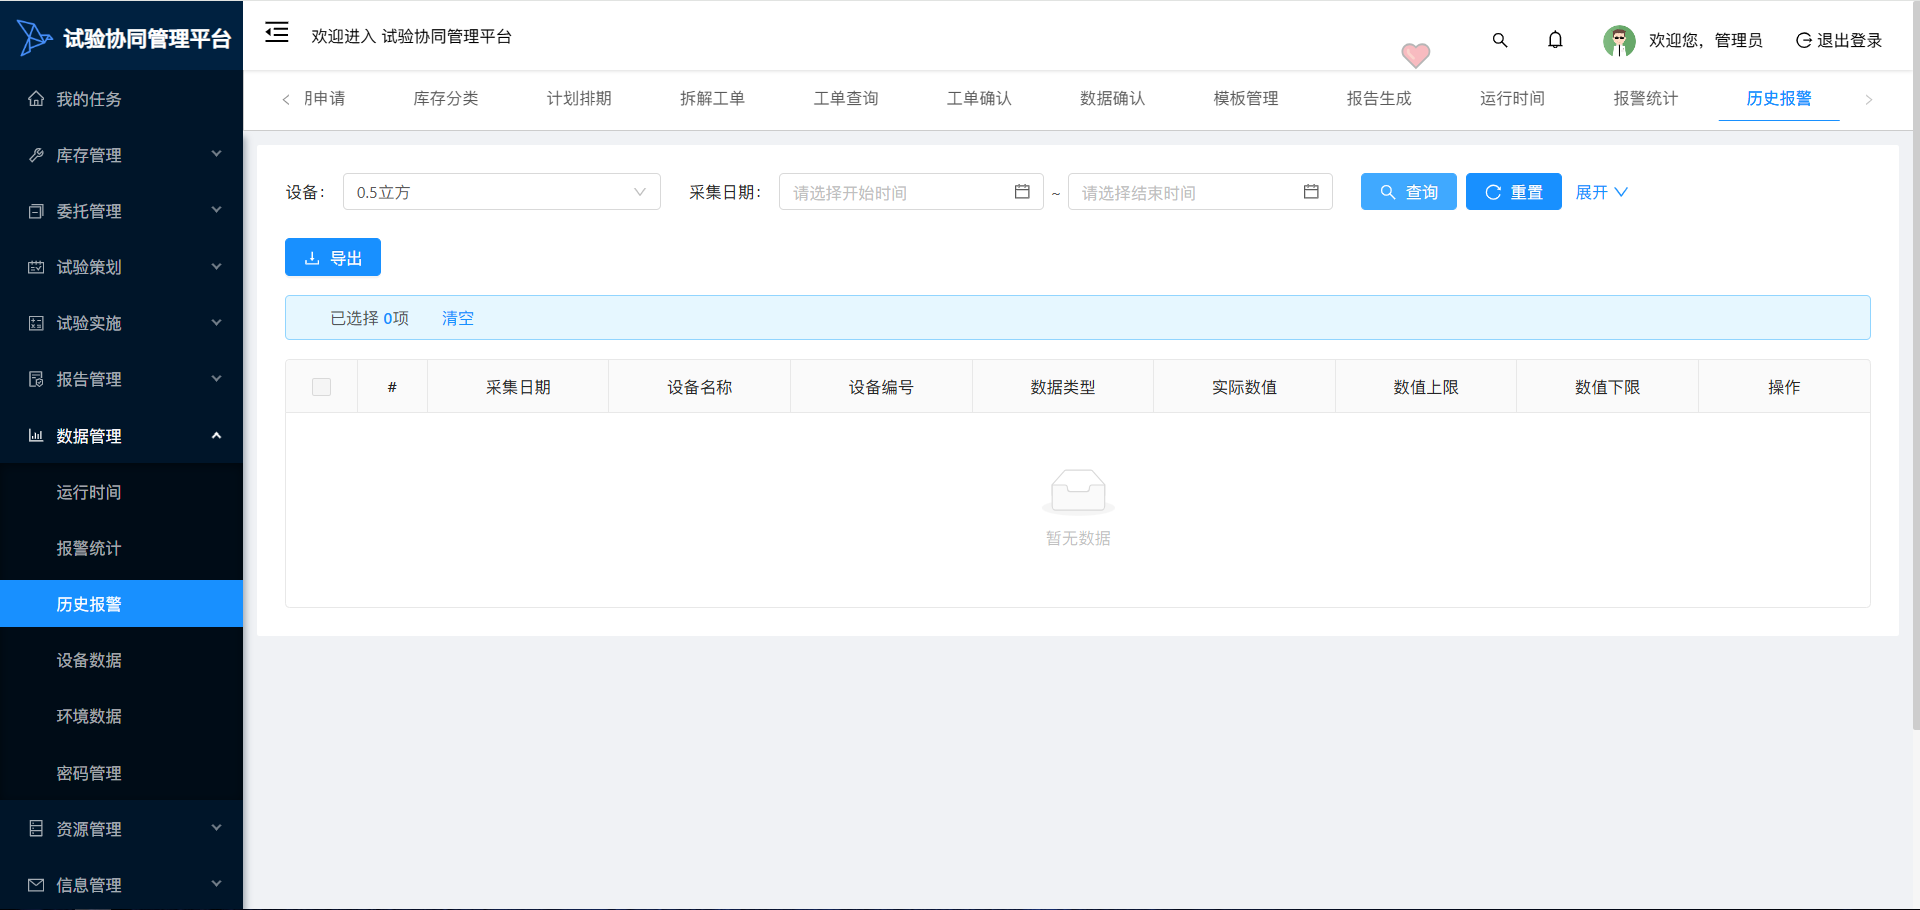 试验协同管理平台
欢迎进入 试验协同管理平台
欢迎您，管理员
退出登录
我的任务
库存管理
委托管理
试验策划
试验实施
报告管理
数据管理
运行时间
报警统计
历史报警
设备数据
环境数据
密码管理
资源管理
信息管理
申请
库存分类
计划排期
拆解工单
工单查询
工单确认
数据确认
模板管理
报告生成
运行时间
报警统计
历史报警
设备：
0.5立方
采集日期：
请选择开始时间
~
请选择结束时间
查询
重置
展开
导出
已选择 0项
清空
#
采集日期
设备名称
设备编号
数据类型
实际数值
数值上限
数值下限
操作
暂无数据